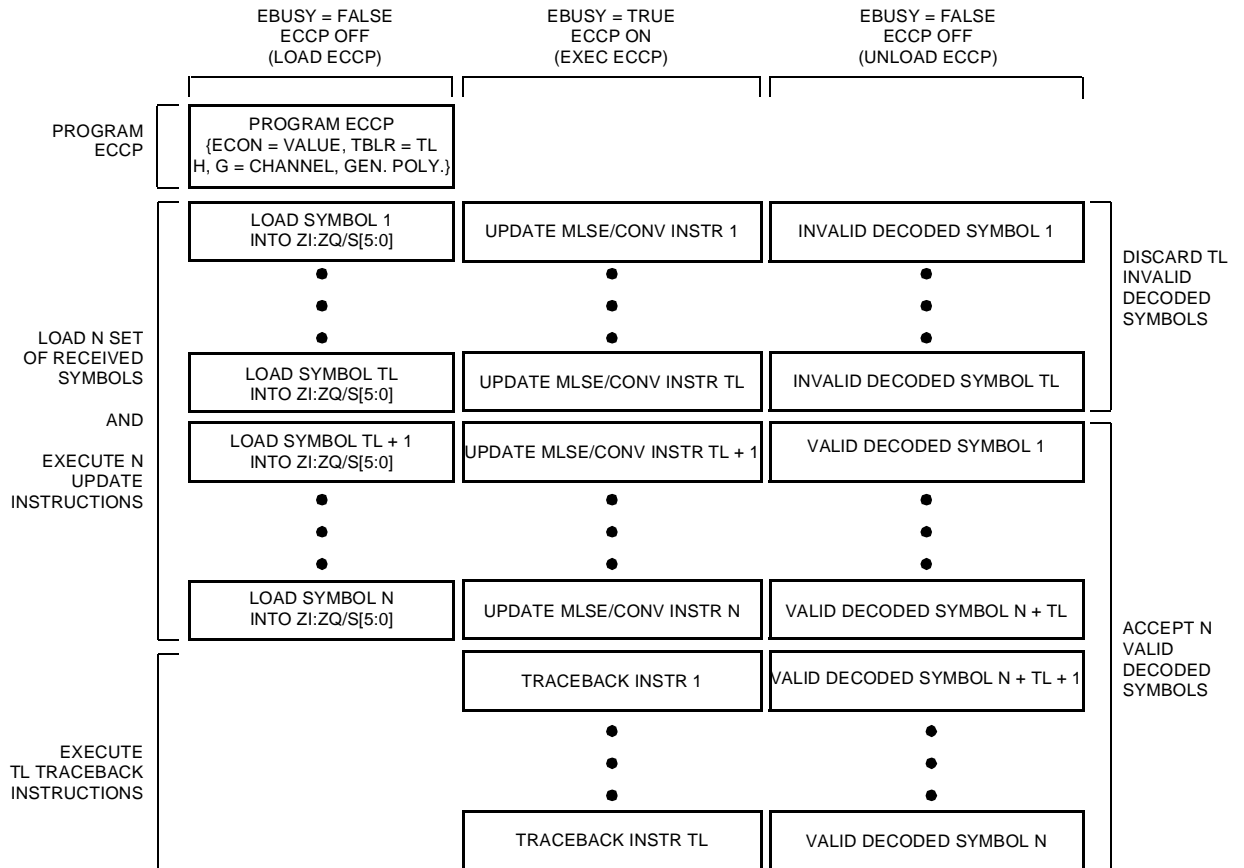 EBUSY = FALSE
ECCP OFF
(LOAD ECCP)
EBUSY = TRUE
ECCP ON
(EXEC ECCP)
EBUSY = FALSE
ECCP OFF
(UNLOAD ECCP)
PROGRAM
ECCP
PROGRAM ECCP
{ECON = VALUE, TBLR = TL
H, G = CHANNEL, GEN. POLY.}
LOAD N SET
OF RECEIVED
SYMBOLS
AND
EXECUTE N
UPDATE
INSTRUCTIONS
LOAD SYMBOL 1
INTO ZI:ZQ/S[5:0]
UPDATE MLSE/CONV INSTR 1
INVALID DECODED SYMBOL 1
DISCARD TL
INVALID
DECODED
SYMBOLS
LOAD SYMBOL TL
INTO ZI:ZQ/S[5:0]
UPDATE MLSE/CONV INSTR TL
INVALID DECODED SYMBOL TL
LOAD SYMBOL TL + 1
INTO ZI:ZQ/S[5:0]
UPDATE MLSE/CONV INSTR TL + 1
VALID DECODED SYMBOL 1
LOAD SYMBOL N
INTO ZI:ZQ/S[5:0]
UPDATE MLSE/CONV INSTR N
VALID DECODED SYMBOL N + TL
ACCEPT N
VALID
DECODED
SYMBOLS
TRACEBACK INSTR 1
VALID DECODED SYMBOL N + TL + 1
EXECUTE
TL TRACEBACK
INSTRUCTIONS
TRACEBACK INSTR TL
VALID DECODED SYMBOL N